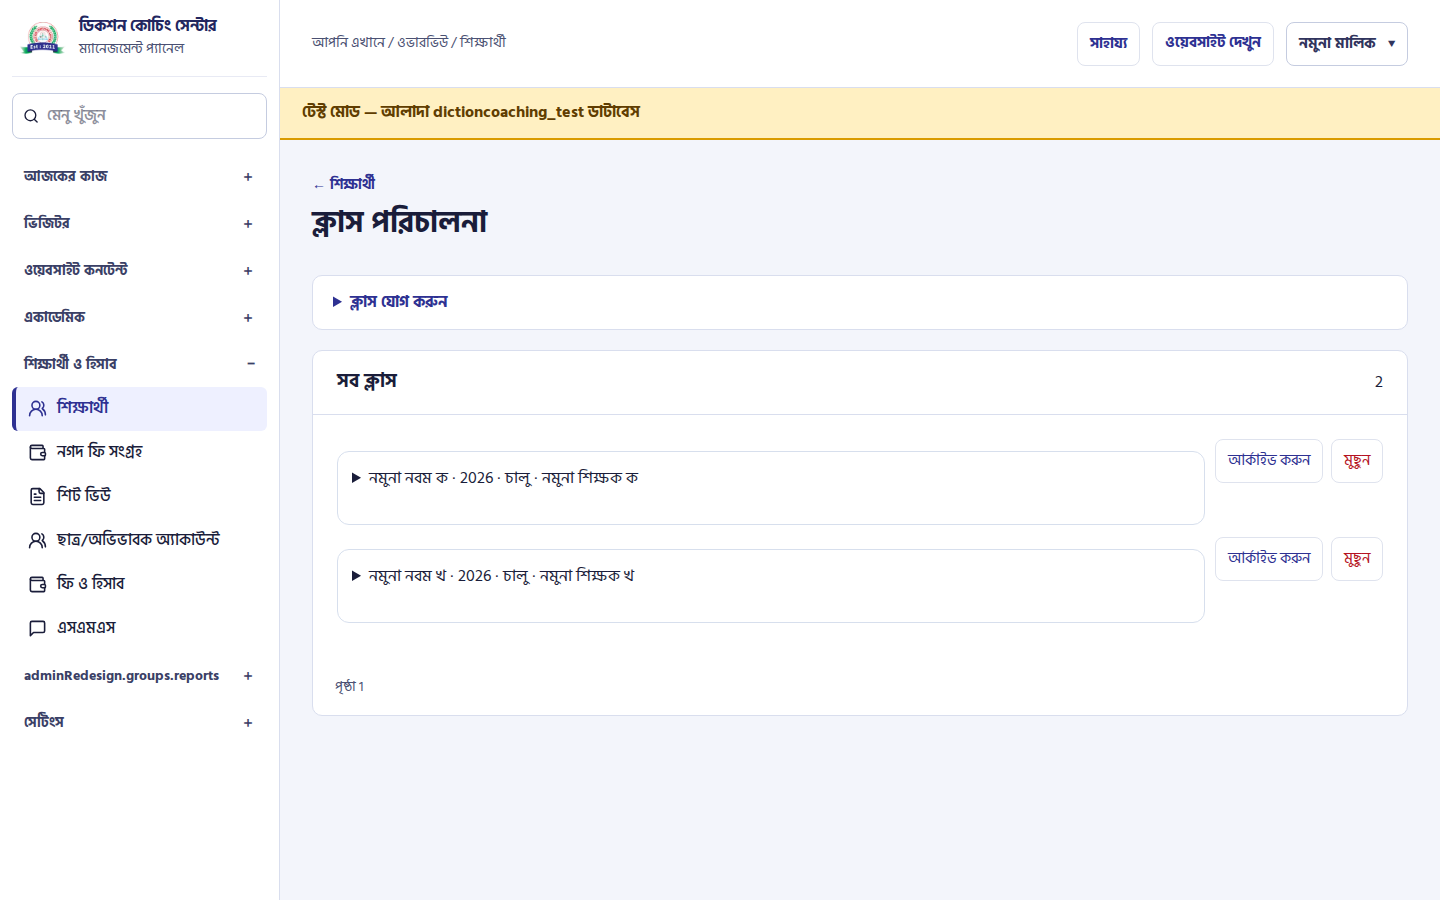 ডিকশন কোচিং সেন্টার
ম্যানেজমেন্ট প্যানেল
Est : 2011
মেনু খুঁজুন
আজকের কাজ +
ভিজিটর +
ওয়েবসাইট কনটেন্ট +
একাডেমিক +
শিক্ষার্থী ও হিসাব −
শিক্ষার্থী
নগদ ফি সংগ্রহ
শিট ভিউ
ছাত্র/অভিভাবক অ্যাকাউন্ট
ফি ও হিসাব
এসএমএস
adminRedesign.groups.reports +
সেটিংস +
আপনি এখানে / ওভারভিউ / শিক্ষার্থী
সাহায্য
ওয়েবসাইট দেখুন
নমুনা মালিক ▾
টেস্ট মোড — আলাদা dictioncoaching_test ডাটাবেস
← শিক্ষার্থী
ক্লাস পরিচালনা
▶ ক্লাস যোগ করুন
সব ক্লাস 2
▶ নমুনা নবম ক · 2026 · চালু · নমুনা শিক্ষক ক
আর্কাইভ করুন মুছুন
▶ নমুনা নবম খ · 2026 · চালু · নমুনা শিক্ষক খ
আর্কাইভ করুন মুছুন
পৃষ্ঠা 1